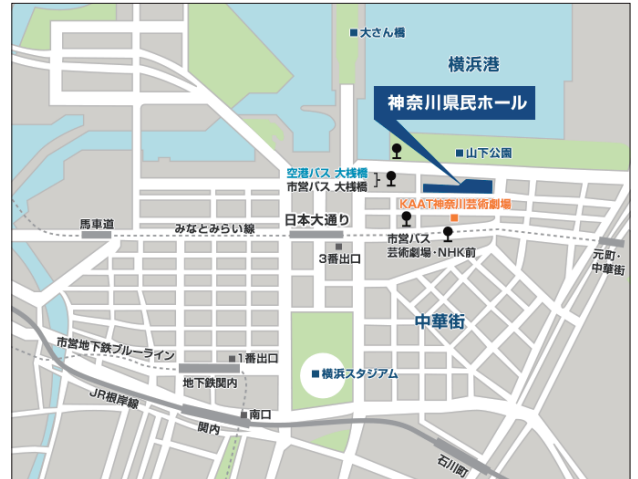 大さん橋
横浜港
神奈川県民ホール
山下公園
空港バス 大桟橋
市営バス 大桟橋
KAAT神奈川芸術劇場
日本大通り
馬車道
みなとみらい線
市営バス
芸術劇場・NHK前
3番出口
元町・
中華街
中華街
市営地下鉄ブルーライン
1番出口
地下鉄関内
横浜スタジアム
JR根岸線
南口
関内
石川町